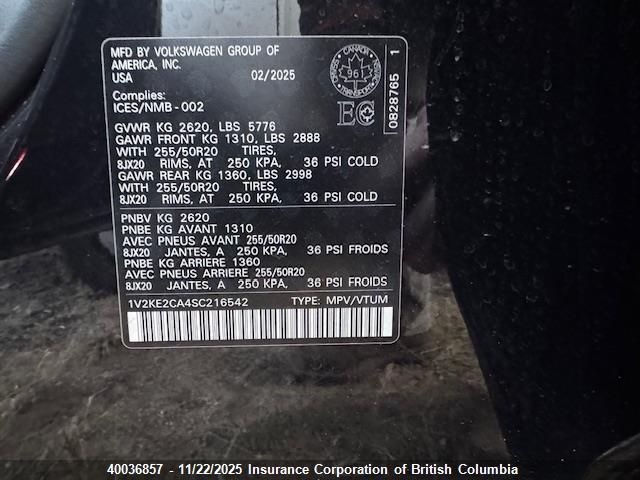 MFD BY VOLKSWAGEN GROUP OF
AMERICA, INC.
USA 02/2025
Complies:
ICES/NMB-002
CANADA
961
TRANSPORT
EC
0828765 1
GVWR KG 2620, LBS 5776
GAWR FRONT KG 1310, LBS 2888
WITH 255/50R20 TIRES,
8JX20 RIMS, AT 250 KPA, 36 PSI COLD
GAWR REAR KG 1360, LBS 2998
WITH 255/50R20 TIRES,
8JX20 RIMS, AT 250 KPA, 36 PSI COLD
PNBV KG 2620
PNBE KG AVANT 1310
AVEC PNEUS AVANT 255/50R20
8JX20 JANTES, A 250 KPA, 36 PSI FROIDS
PNBE KG ARRIERE 1360
AVEC PNEUS ARRIERE 255/50R20
8JX20 JANTES, A 250 KPA, 36 PSI FROIDS
1V2KE2CA4SC216542 TYPE: MPV/VTUM
40036857 - 11/22/2025 Insurance Corporation of British Columbia